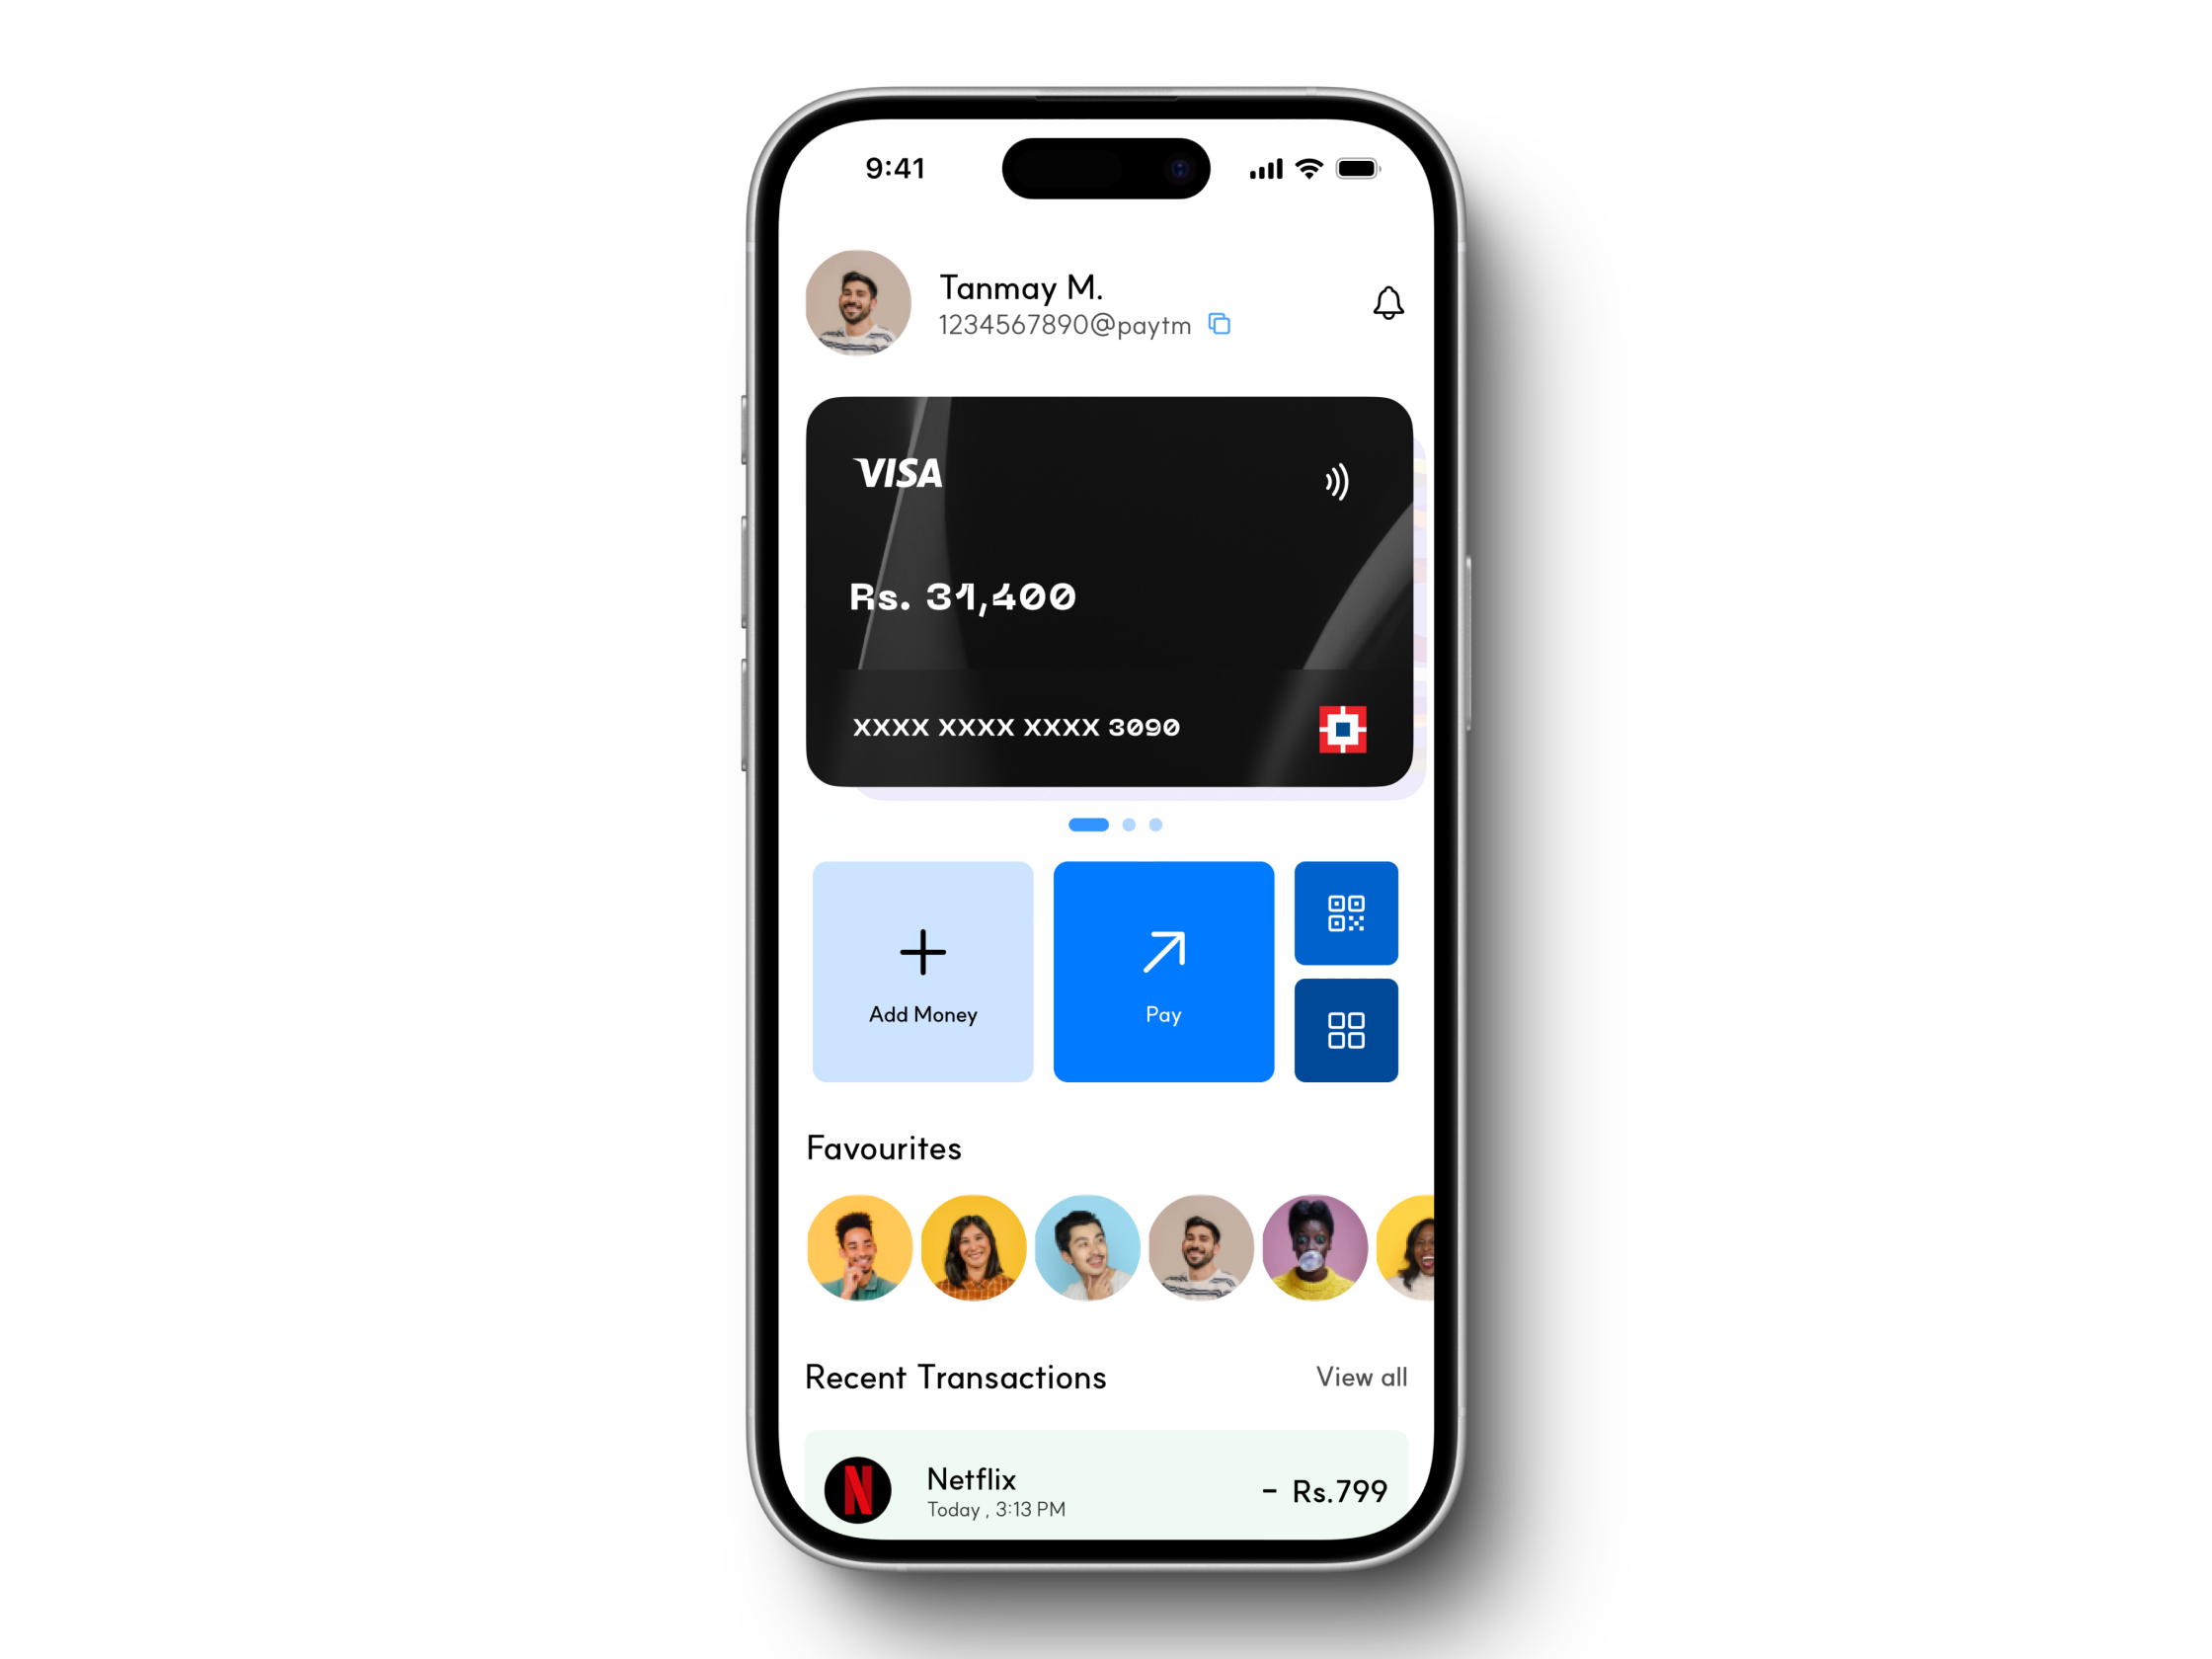 9:41
Tanmay M.
1234567890@paytm
VISA
Rs. 31,400
XXXX XXXX XXXX 3090
Add Money
Pay
Favourites
Recent Transactions
View all
N
Netflix
Today , 3:13 PM
- Rs.799